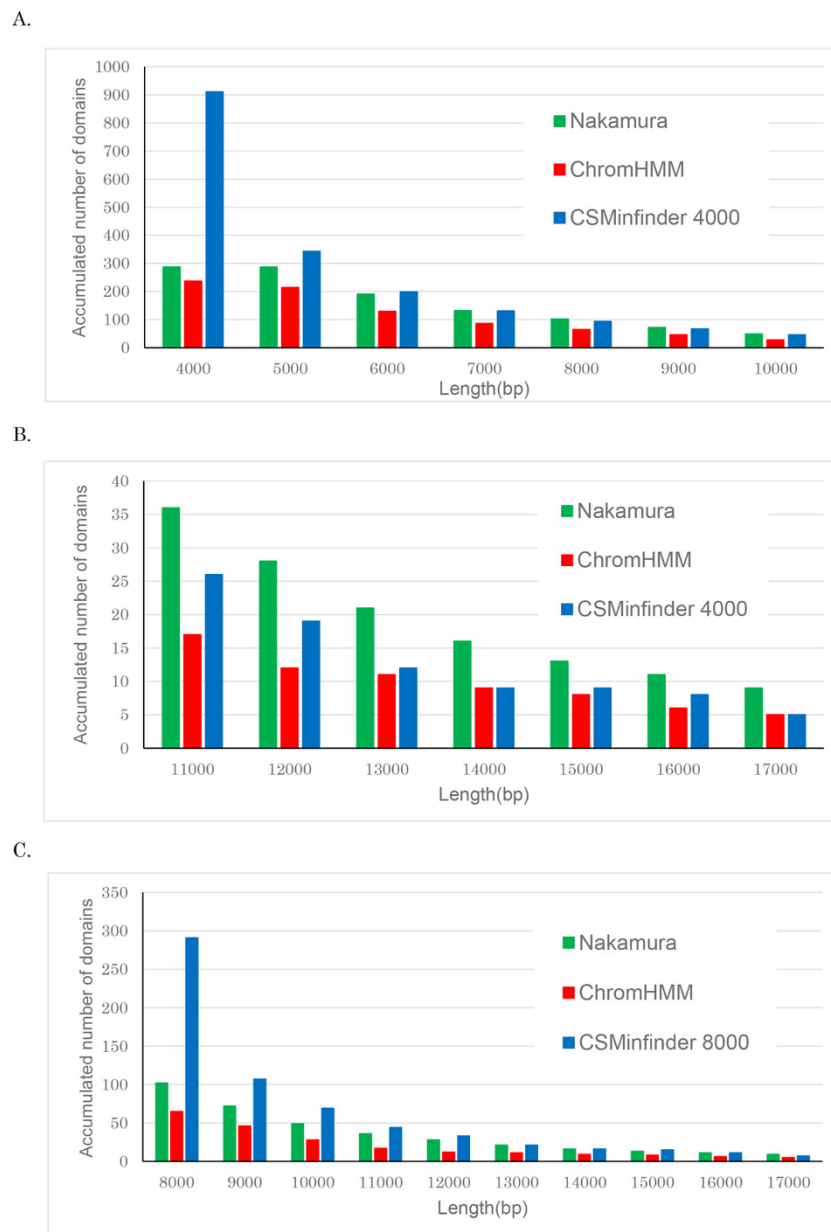 A.
Accumulated number of domains
1000
900
800
700
600
500
400
300
200
100
0
Nakamura
ChromHMM
CSMinfinder 4000
4000 5000 6000 7000 8000 9000 10000
Length(bp)
B.
Accumulated number of domains
40
35
30
25
20
15
10
5
0
Nakamura
ChromHMM
CSMinfinder 4000
11000 12000 13000 14000 15000 16000 17000
Length(bp)
C.
Accumulated number of domains
350
300
250
200
150
100
50
0
Nakamura
ChromHMM
CSMinfinder 8000
8000 9000 10000 11000 12000 13000 14000 15000 16000 17000
Length(bp)